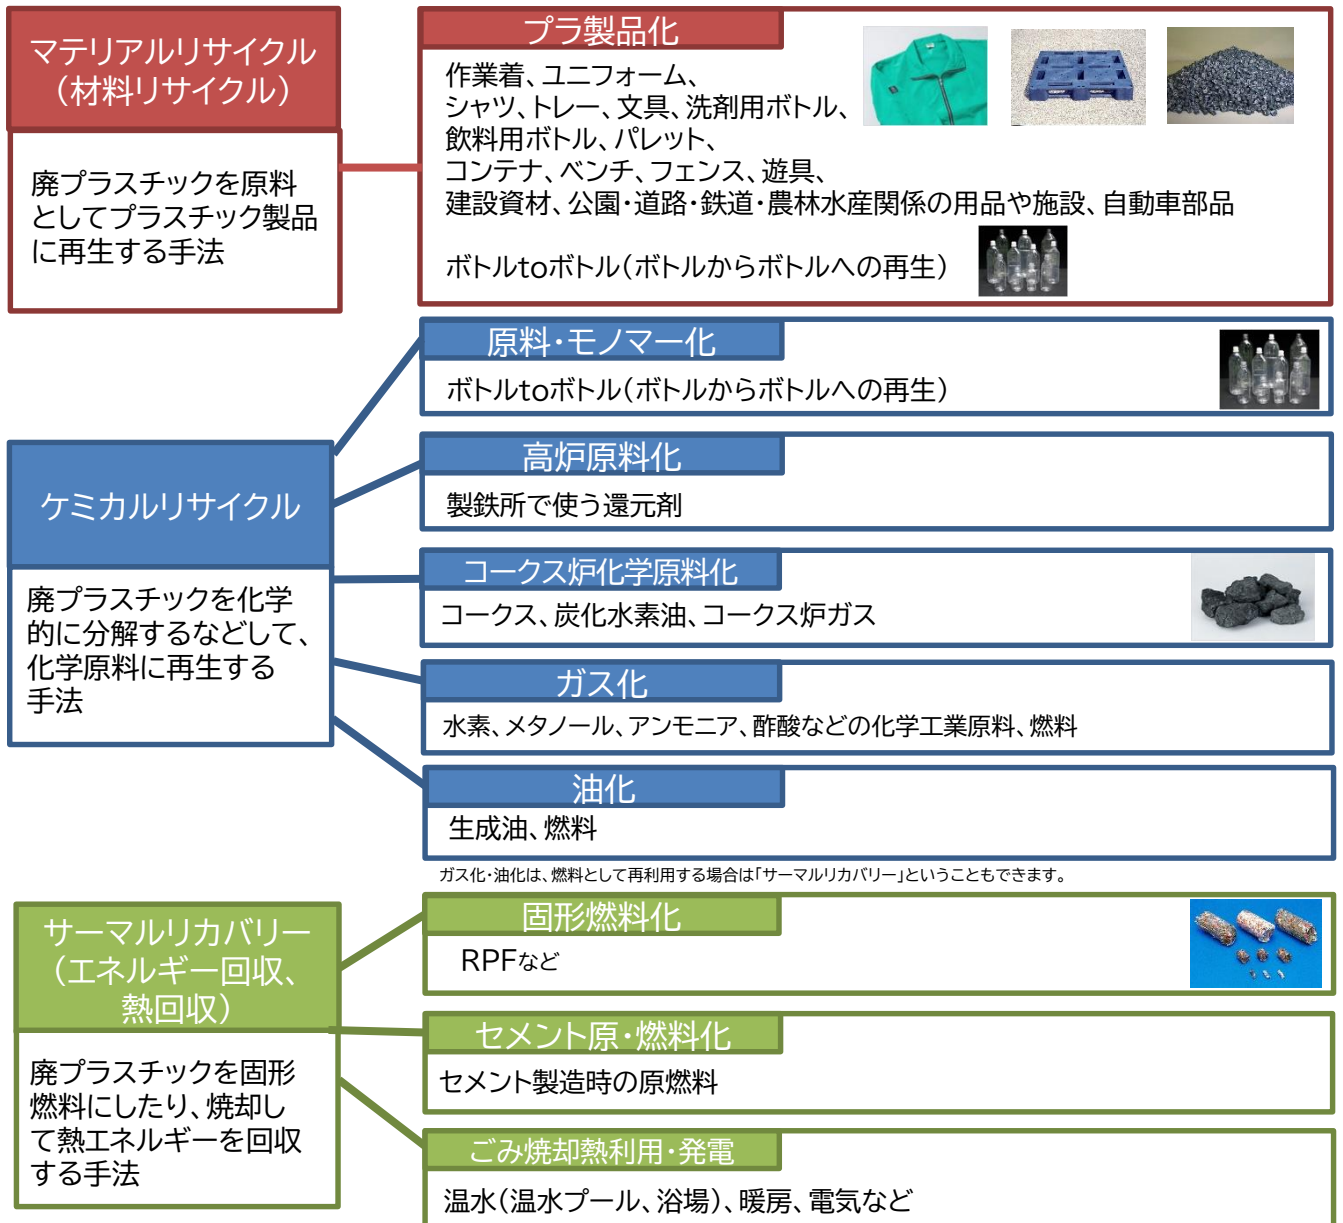 マテリアルリサイクル
（材料リサイクル）
廃プラスチックを原料
としてプラスチック製品
に再生する手法
プラ製品化
作業着、ユニフォーム、
シャツ、トレー、文具、洗剤用ボトル、
飲料用ボトル、パレット、
コンテナ、ベンチ、フェンス、遊具、
建設資材、公園・道路・鉄道・農林水産関係の用品や施設、自動車部品
ボトルtoボトル（ボトルからボトルへの再生）
ケミカルリサイクル
廃プラスチックを化学
的に分解するなどして、
化学原料に再生する
手法
原料・モノマー化
ボトルtoボトル（ボトルからボトルへの再生）
高炉原料化
製鉄所で使う還元剤
コークス炉化学原料化
コークス、炭化水素油、コークス炉ガス
ガス化
水素、メタノール、アンモニア、酢酸などの化学工業原料、燃料
油化
生成油、燃料
ガス化・油化は、燃料として再利用する場合は「サーマルリカバリー」ということもできます。
サーマルリカバリー
（エネルギー回収、
熱回収）
廃プラスチックを固形
燃料にしたり、焼却し
て熱エネルギーを回収
する手法
固形燃料化
RPFなど
セメント原・燃料化
セメント製造時の原燃料
ごみ焼却熱利用・発電
温水（温水プール、浴場）、暖房、電気など